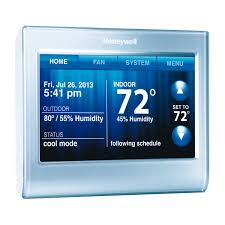 Honeywell
HOME FAN SYSTEM MENU
Fri, Jul 26, 2013
5:41 pm
OUTDOOR
80° / 55% Humidity
STATUS
cool mode
INDOOR
72°
45% Humidity
following schedule
SET TO
72°